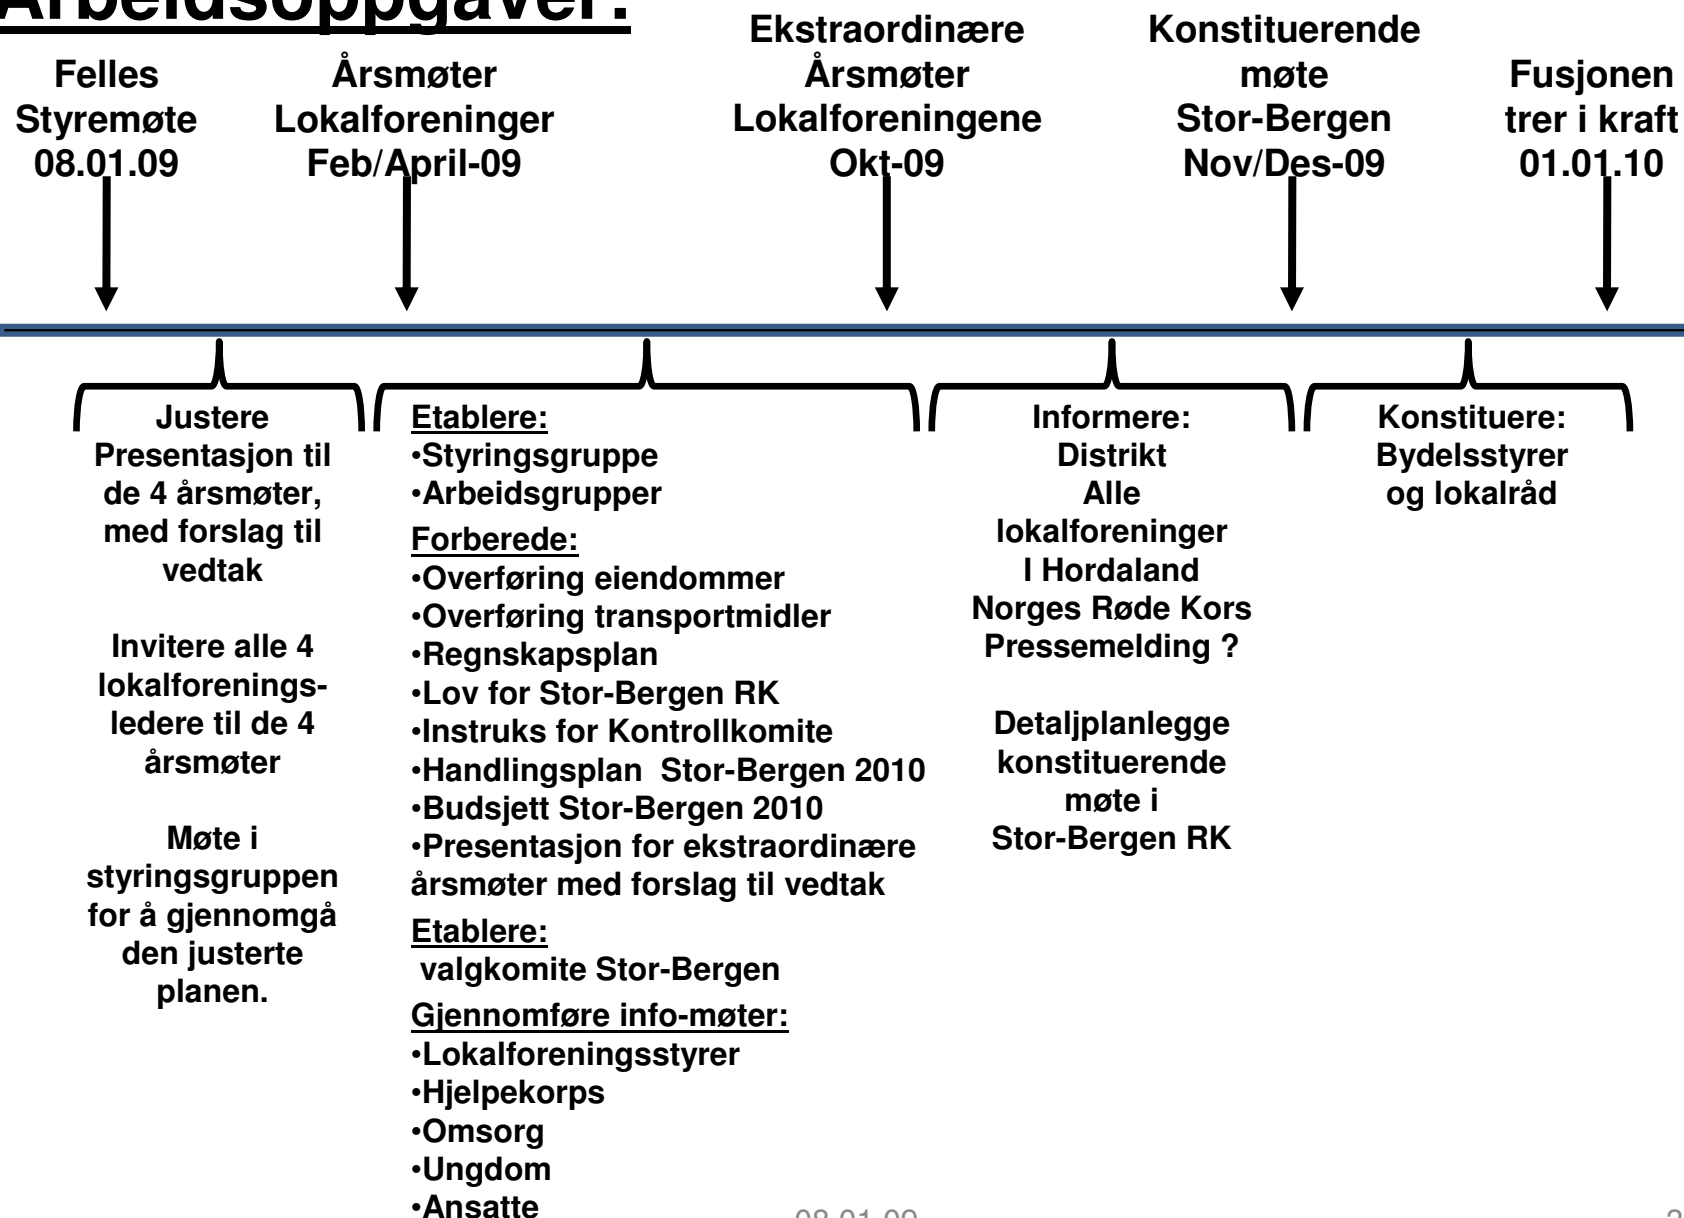 Arbeidsoppgaver:
Felles
Styremøte
08.01.09
Årsmøter
Lokalforeninger
Feb/April-09
Ekstraordinære
Årsmøter
Lokalforeningene
Okt-09
Konstituerende
møte
Stor-Bergen
Nov/Des-09
Fusjonen
trer i kraft
01.01.10
Justere
Presentasjon til
de 4 årsmøter,
med forslag til
vedtak
Invitere alle 4
lokalforenings-
ledere til de 4
årsmøter
Møte i
styringsgruppen
for å gjennomgå
den justerte
planen.
Etablere:
•Styringsgruppe
•Arbeidsgrupper
Forberede:
•Overføring eiendommer
•Overføring transportmidler
•Regnskapsplan
•Lov for Stor-Bergen RK
•Instruks for Kontrollkomite
•Handlingsplan  Stor-Bergen 2010
•Budsjett Stor-Bergen 2010
•Presentasjon for ekstraordinære
årsmøter med forslag til vedtak
Etablere:
valgkomite Stor-Bergen
Gjennomføre info-møter:
•Lokalforeningsstyrer
•Hjelpekorps
•Omsorg
•Ungdom
•Ansatte
Informere:
Distrikt
Alle
lokalforeninger
I Hordaland
Norges Røde Kors
Pressemelding ?
Detaljplanlegge
konstituerende
møte i
Stor-Bergen RK
Konstituere:
Bydelsstyrer
og lokalråd
08.01.09